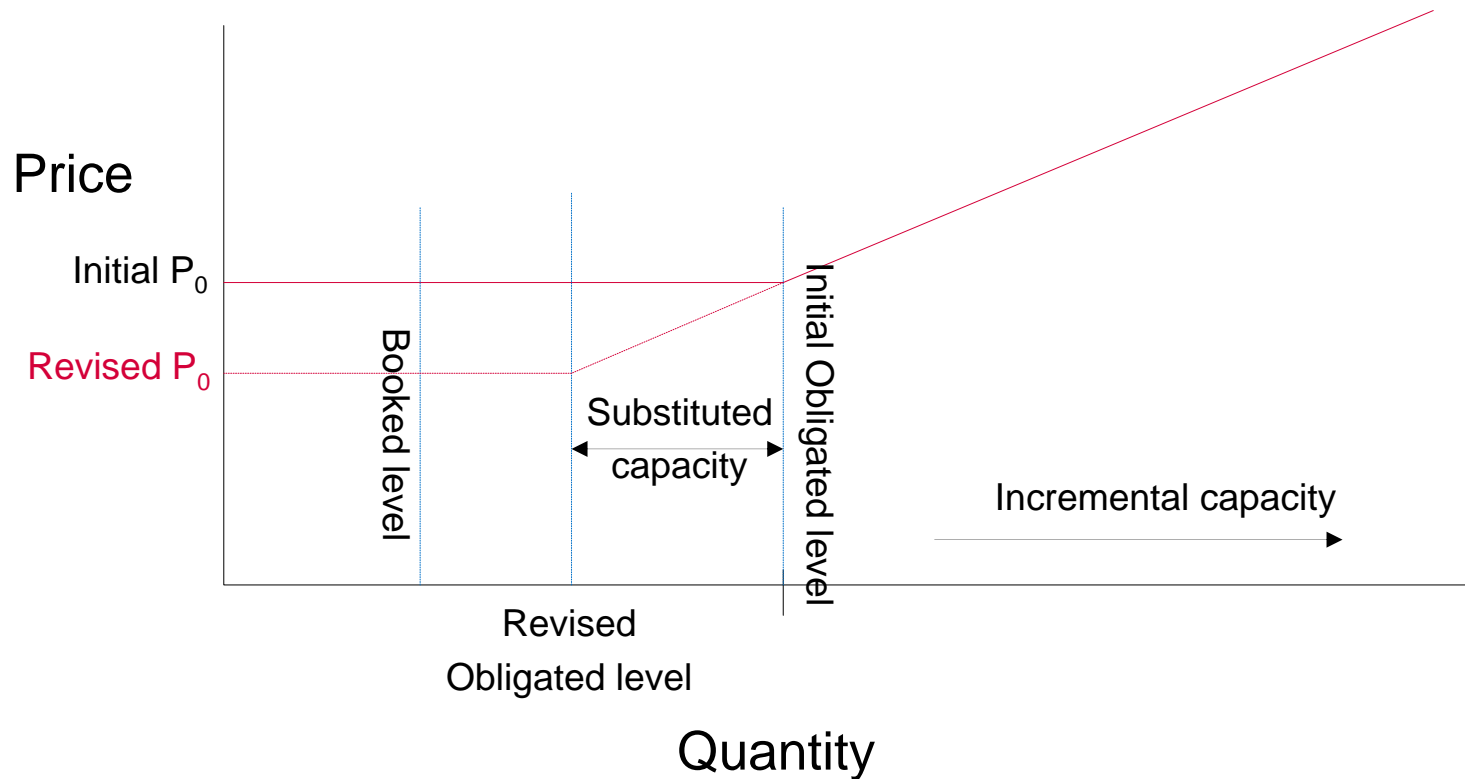 Price
Initial P₀
Revised P₀
Booked level
Substituted
capacity
Initial Obligated level
Incremental capacity
Revised
Obligated level
Quantity